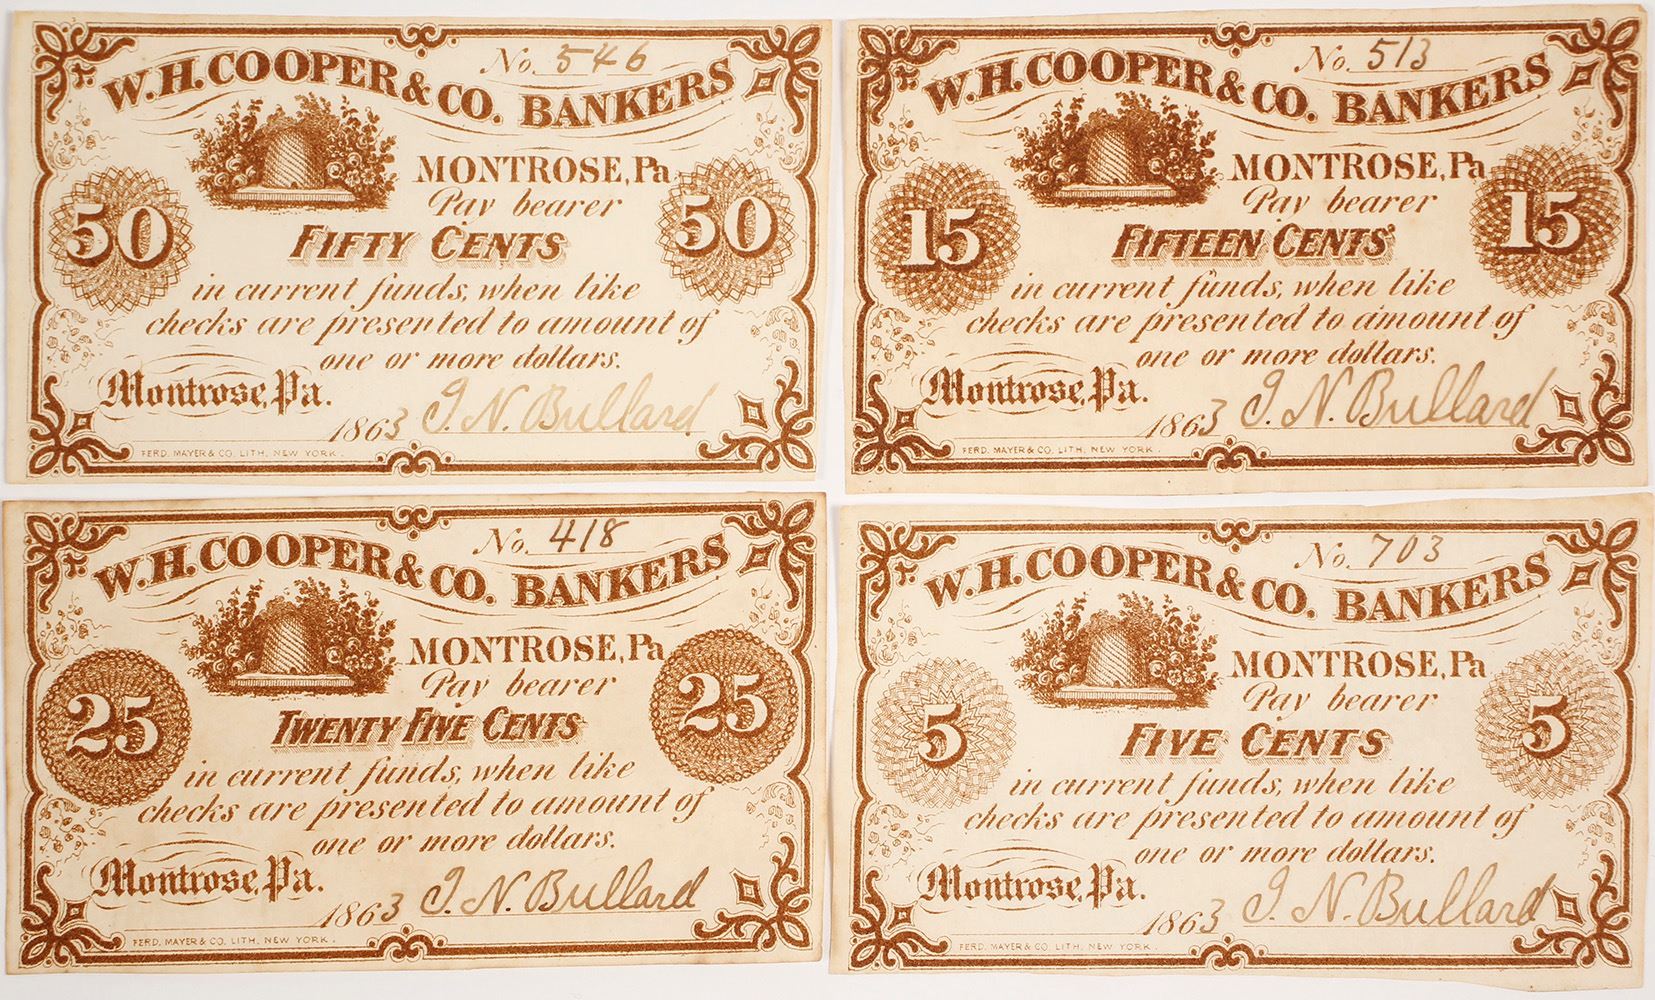 No. 546
W.H. COOPER & CO. BANKERS
MONTROSE, Pa
Pay bearer
50 FIFTY CENTS 50
in current funds, when like
checks are presented to amount of
one or more dollars.
Montrose, Pa.
1863 I. N. Bullard
FERD. MAYER & CO. LITH. NEW YORK.
No. 513
W.H. COOPER & CO. BANKERS
MONTROSE, Pa
Pay bearer
15 FIFTEEN CENTS 15
in current funds, when like
checks are presented to amount of
one or more dollars.
Montrose, Pa.
1863 I. N. Bullard
FERD. MAYER & CO. LITH. NEW YORK.
No. 418
W.H. COOPER & CO. BANKERS
MONTROSE, Pa
Pay bearer
25 TWENTY FIVE CENTS 25
in current funds, when like
checks are presented to amount of
one or more dollars.
Montrose, Pa.
1863 I. N. Bullard
FERD. MAYER & CO. LITH. NEW YORK.
No. 703
W.H. COOPER & CO. BANKERS
MONTROSE, Pa
Pay bearer
5 FIVE CENTS 5
in current funds, when like
checks are presented to amount of
one or more dollars.
Montrose, Pa.
1863 I. N. Bullard
FERD. MAYER & CO. LITH. NEW YORK.